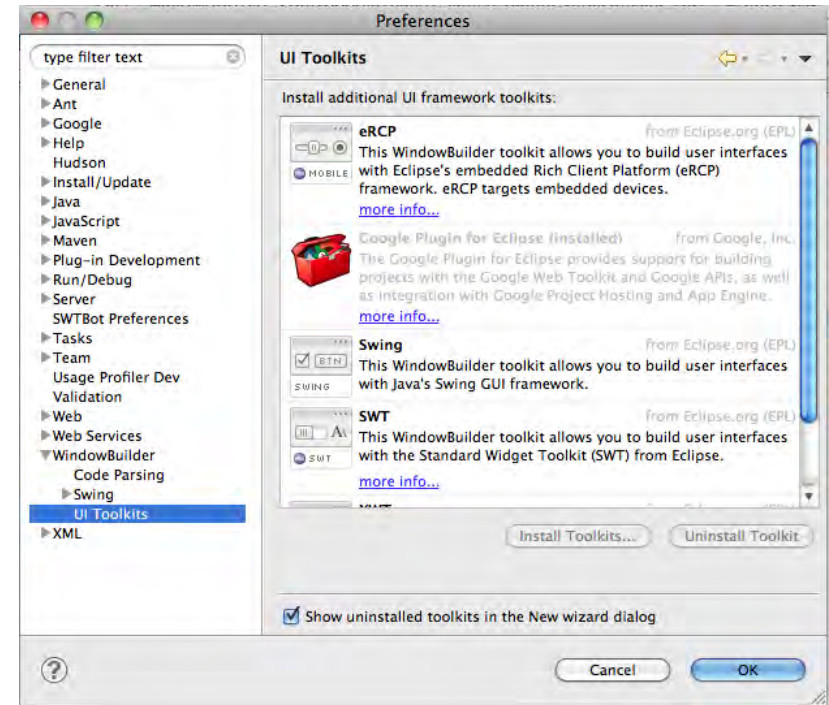 Preferences
type filter text
General
Ant
Google
Help
Hudson
Install/Update
Java
JavaScript
Maven
Plug-in Development
Run/Debug
Server
SWTBot Preferences
Tasks
Team
Usage Profiler Dev
Validation
Web
Web Services
WindowBuilder
Code Parsing
Swing
UI Toolkits
XML
UI Toolkits
Install additional UI framework toolkits:
MOBILE
eRCP from Eclipse.org (EPL)
This WindowBuilder toolkit allows you to build user interfaces
with Eclipse's embedded Rich Client Platform (eRCP)
framework. eRCP targets embedded devices.
more info...
Google Plugin for Eclipse (installed) from Google, Inc.
The Google Plugin for Eclipse provides support for building
projects with the Google Web Toolkit and Google APIs, as well
as integration with Google Project Hosting and App Engine.
more info...
BTN
SWING
Swing from Eclipse.org (EPL)
This WindowBuilder toolkit allows you to build user interfaces
with Java's Swing GUI framework.
SWT
SWT from Eclipse.org (EPL)
This WindowBuilder toolkit allows you to build user interfaces
with the Standard Widget Toolkit (SWT) from Eclipse.
more info...
Install Toolkits... Uninstall Toolkit
Show uninstalled toolkits in the New wizard dialog
? Cancel OK